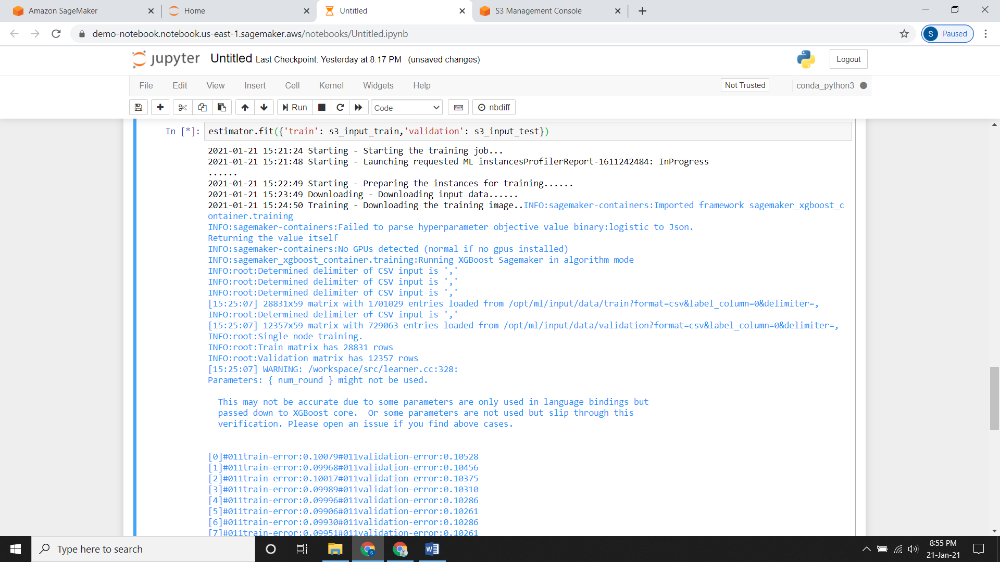 Amazon SageMaker
Home
Untitled
S3 Management Console
demo-notebook.notebook.us-east-1.sagemaker.aws/notebooks/Untitled.ipynb
S Paused
jupyter Untitled Last Checkpoint: Yesterday at 8:17 PM (unsaved changes)
Logout
File Edit View Insert Cell Kernel Widgets Help
Not Trusted
conda_python3
Run
Code
nbdiff
In [*]: estimator.fit({'train': s3_input_train,'validation': s3_input_test})
2021-01-21 15:21:24 Starting - Starting the training job...
2021-01-21 15:21:48 Starting - Launching requested ML instancesProfilerReport-1611242484: InProgress
......
2021-01-21 15:22:49 Starting - Preparing the instances for training......
2021-01-21 15:23:49 Downloading - Downloading input data......
2021-01-21 15:24:50 Training - Downloading the training image..INFO:sagemaker-containers:Imported framework sagemaker_xgboost_c
ontainer.training
INFO:sagemaker-containers:Failed to parse hyperparameter objective value binary:logistic to Json.
Returning the value itself
INFO:sagemaker-containers:No GPUs detected (normal if no gpus installed)
INFO:sagemaker_xgboost_container.training:Running XGBoost Sagemaker in algorithm mode
INFO:root:Determined delimiter of CSV input is ','
INFO:root:Determined delimiter of CSV input is ','
INFO:root:Determined delimiter of CSV input is ','
[15:25:07] 28831x59 matrix with 1701029 entries loaded from /opt/ml/input/data/train?format=csv&label_column=0&delimiter=,
INFO:root:Determined delimiter of CSV input is ','
[15:25:07] 12357x59 matrix with 729063 entries loaded from /opt/ml/input/data/validation?format=csv&label_column=0&delimiter=,
INFO:root:Single node training.
INFO:root:Train matrix has 28831 rows
INFO:root:Validation matrix has 12357 rows
[15:25:07] WARNING: /workspace/src/learner.cc:328:
Parameters: { num_round } might not be used.
This may not be accurate due to some parameters are only used in language bindings but
passed down to XGBoost core.  Or some parameters are not used but slip through this
verification. Please open an issue if you find above cases.
[0]#011train-error:0.10079#011validation-error:0.10528
[1]#011train-error:0.09968#011validation-error:0.10456
[2]#011train-error:0.10017#011validation-error:0.10375
[3]#011train-error:0.09989#011validation-error:0.10310
[4]#011train-error:0.09996#011validation-error:0.10286
[5]#011train-error:0.09906#011validation-error:0.10261
[6]#011train-error:0.09930#011validation-error:0.10286
[7]#011train-error:0.09951#011validation-error:0.10261
Type here to search
8:55 PM
21-Jan-21